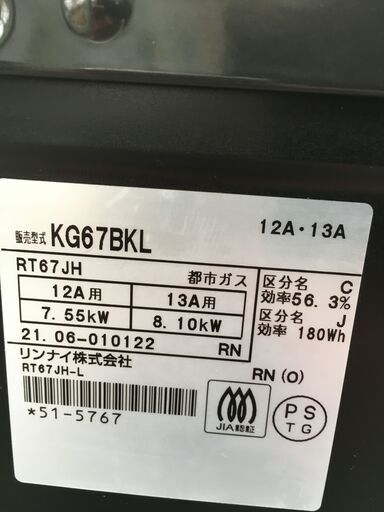 販売型式 KG67BKL
12A・13A
RT67JH
都市ガス
12A用
13A用
7.55kW
8.10kW
区分名 C
効率56.3%
区分名 J
効率 180Wh
21.06-010122 RN
リンナイ株式会社
RT67JH-L
RN(O)
*51-5767
JIA認証
PS
TG